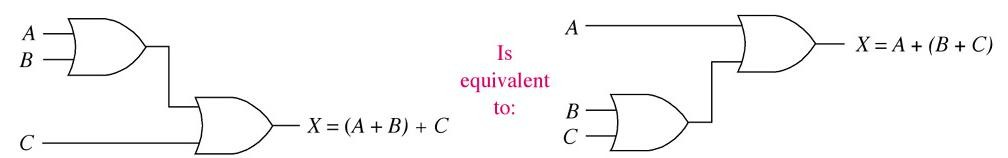 A
B
C
X = (A + B) + C
Is
equivalent
to:
A
B
C
X = A + (B + C)